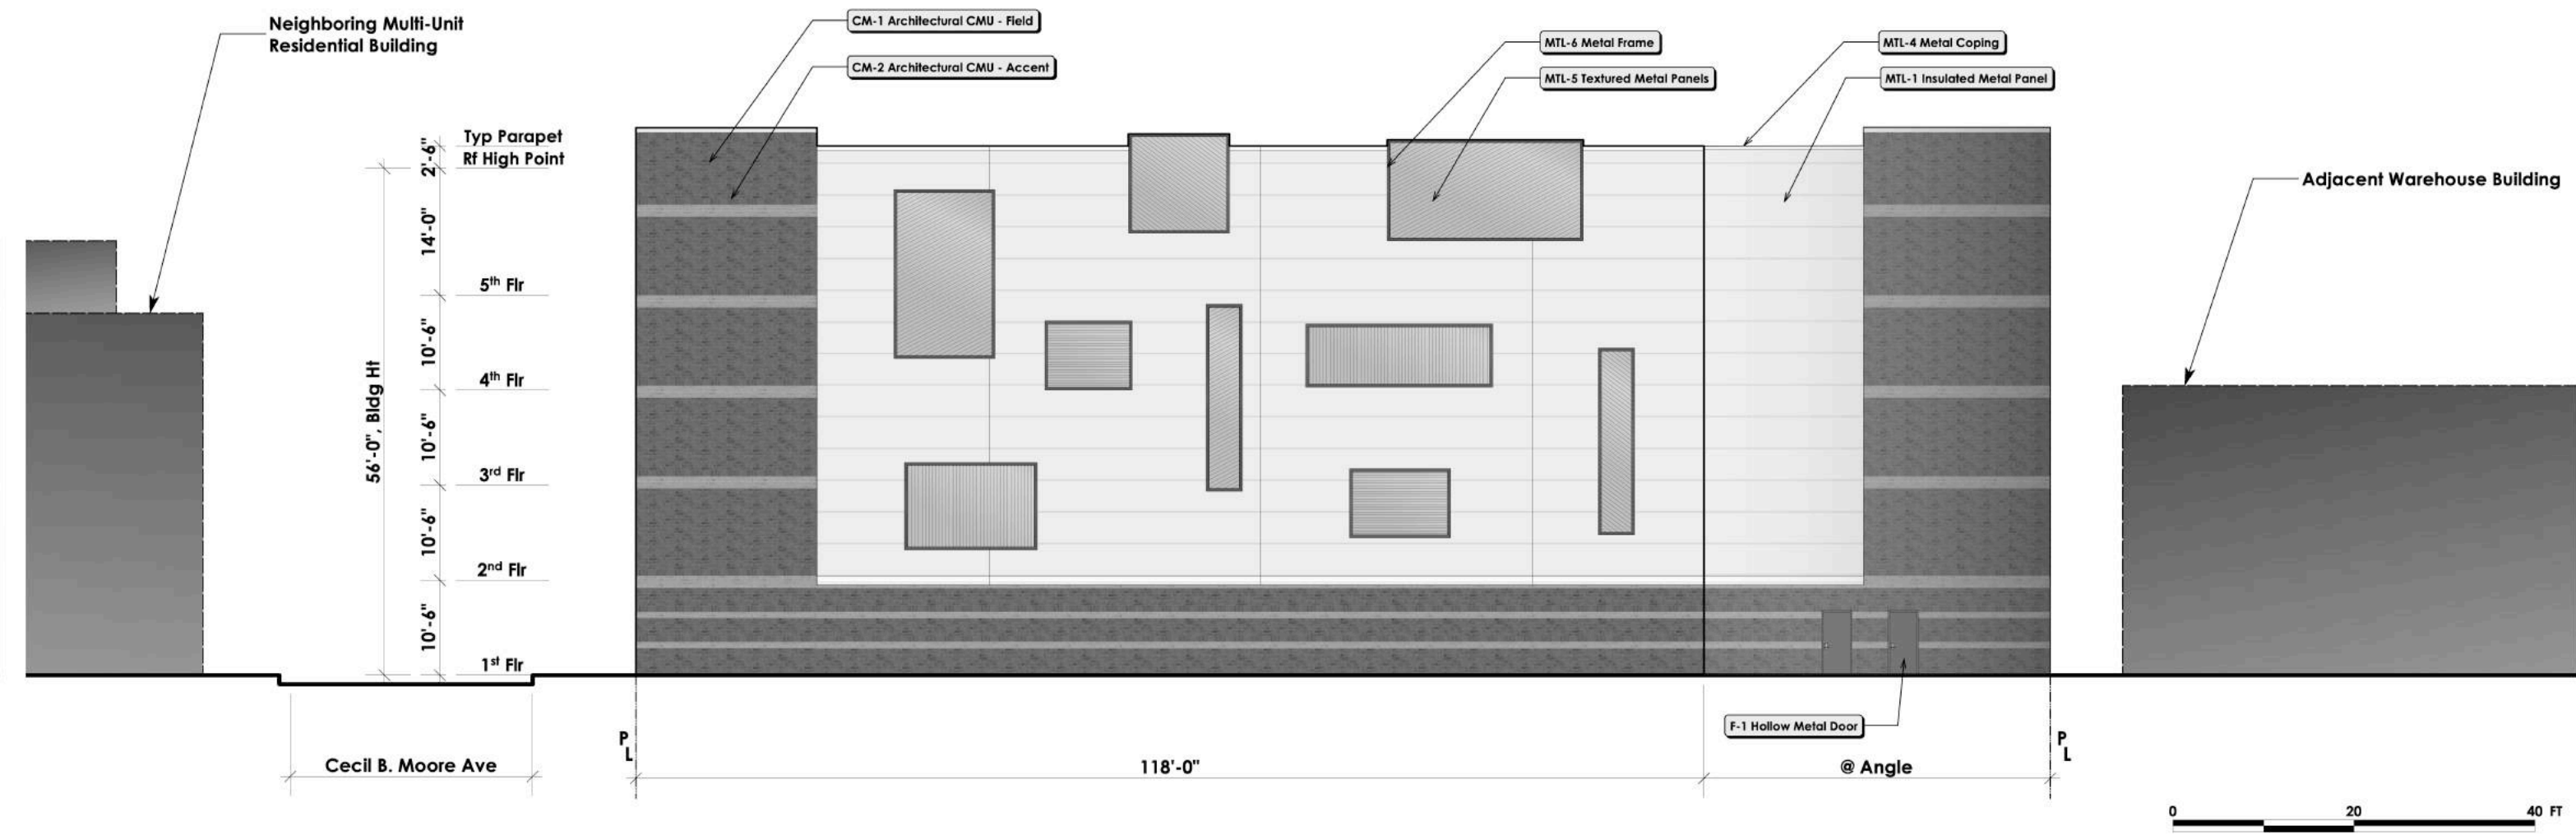 Neighboring Multi-Unit
Residential Building
CM-1 Architectural CMU - Field
CM-2 Architectural CMU - Accent
MTL-6 Metal Frame
MTL-5 Textured Metal Panels
MTL-4 Metal Coping
MTL-1 Insulated Metal Panel
Adjacent Warehouse Building
Typ Parapet
2'-6"
Rf High Point
14'-0"
5th Flr
10'-6"
4th Flr
56'-0", Bldg Ht
10'-6"
3rd Flr
10'-6"
2nd Flr
10'-6"
1st Flr
F-1 Hollow Metal Door
P
L
P
L
Cecil B. Moore Ave
118'-0"
@ Angle
0 20 40 FT